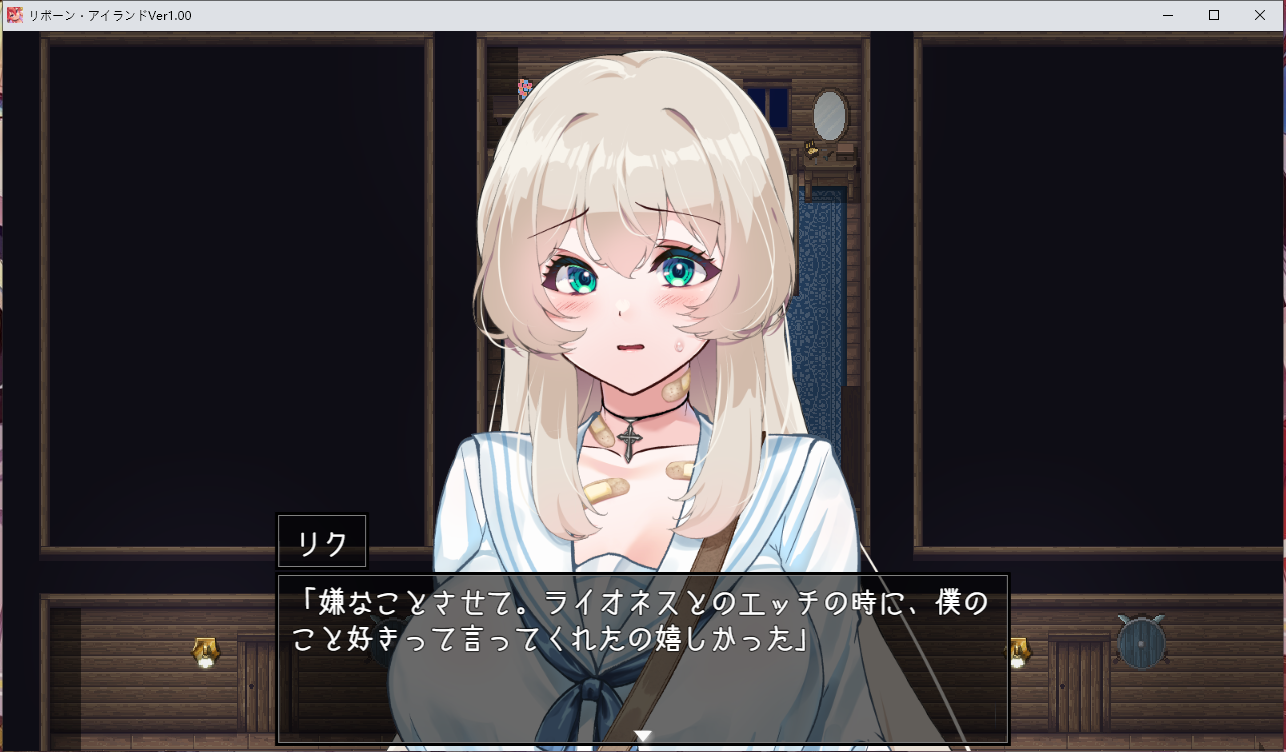 リボーン・アイランドVer1.00
リク
「嫌なことさせて。ライオネスとのエッチの時に、僕の
こと好きって言ってくれたの嬉しかった」